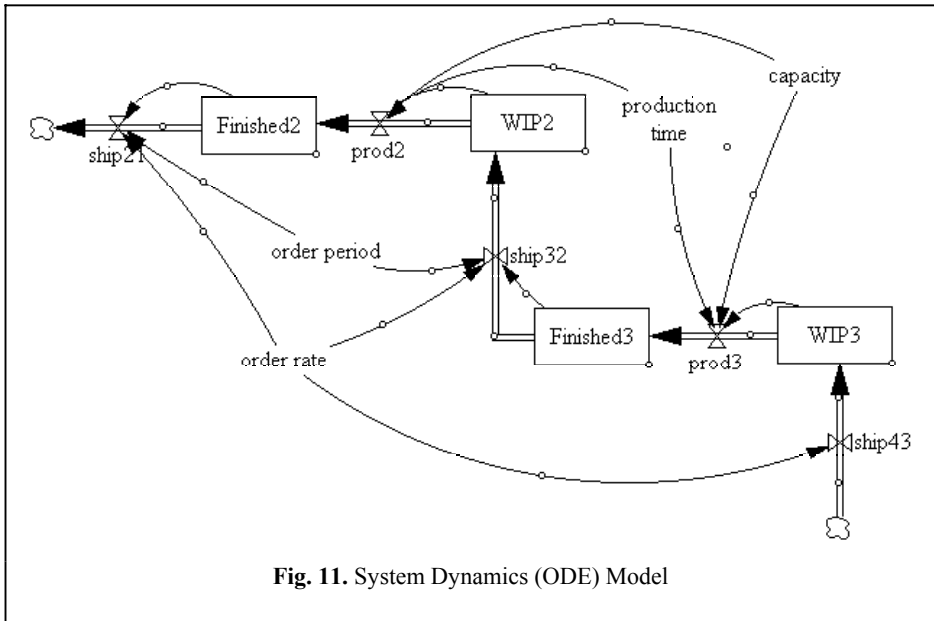 capacity
production
time
Finished2
WIP2
ship21
prod2
order period
ship32
order rate
Finished3
WIP3
prod3
ship43
Fig. 11. System Dynamics (ODE) Model